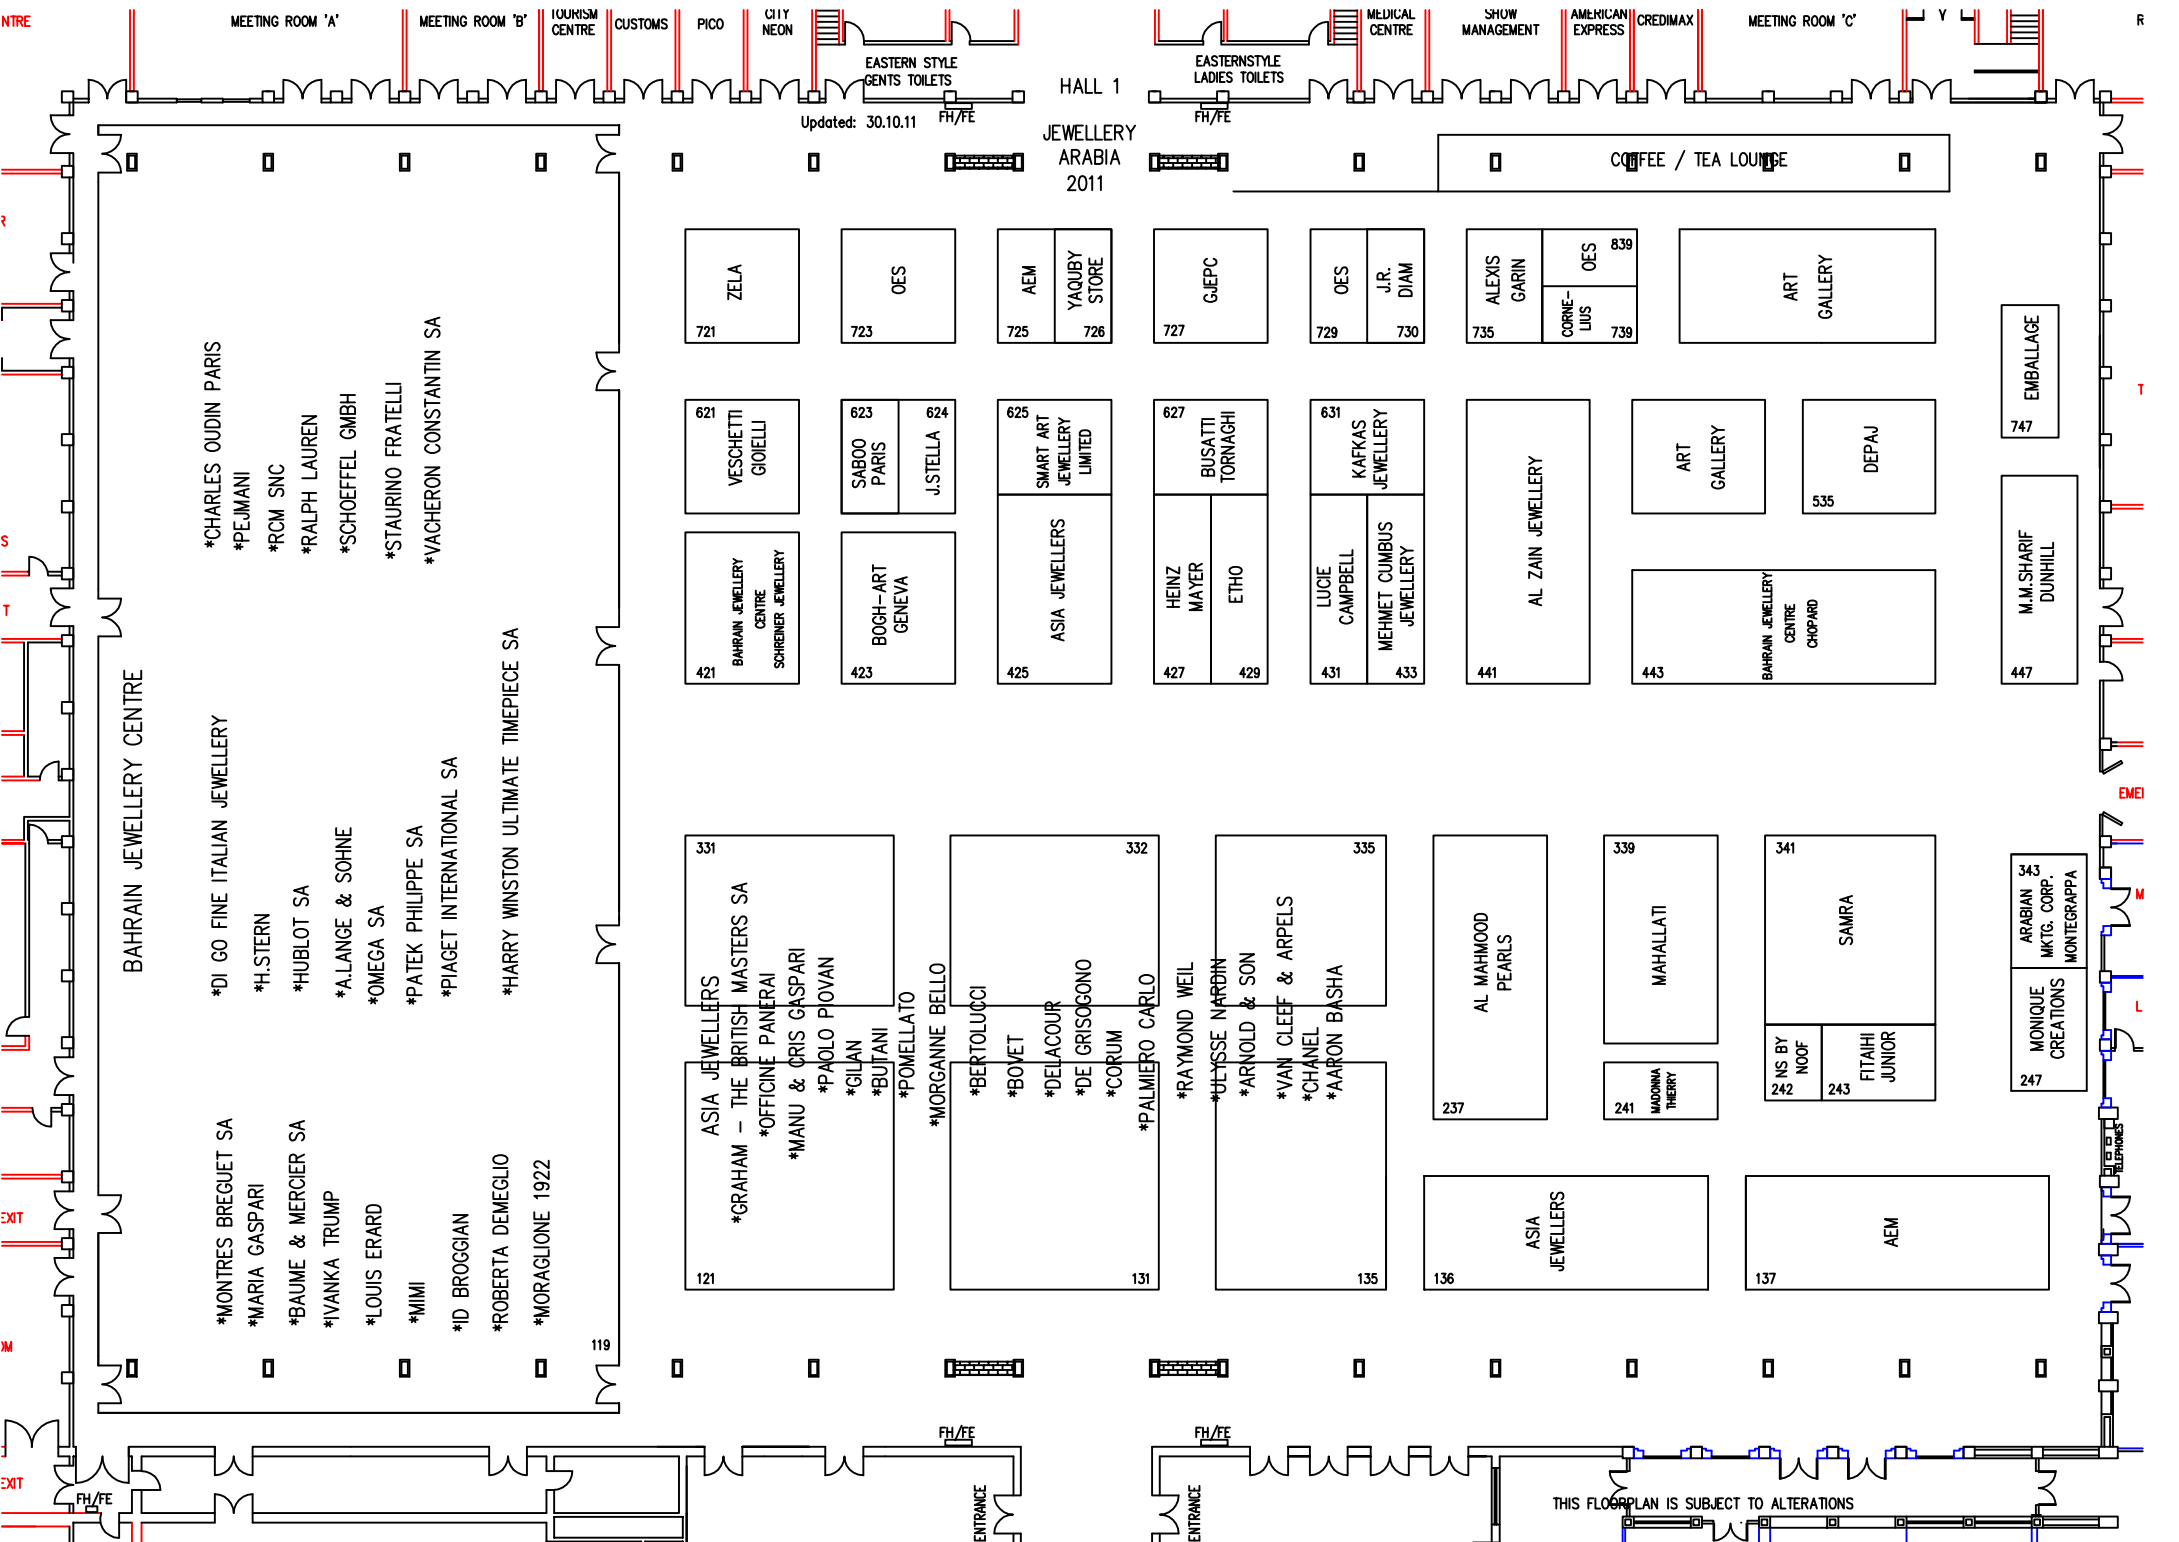 NTRE
MEETING ROOM 'A'
MEETING ROOM 'B'
TOURISM
CENTRE
CUSTOMS
PICO
CITY
NEON
MEDICAL
CENTRE
SHOW
MANAGEMENT
AMERICAN
EXPRESS
CREDIMAX
MEETING ROOM 'C'
Y
R
EASTERN STYLE
GENTS TOILETS
EASTERNSTYLE
LADIES TOILETS
HALL 1
Updated: 30.10.11
FH/FE
FH/FE
JEWELLERY
ARABIA
2011
COFFEE / TEA LOUNGE
R
S
T
EXIT
OM
EXIT
ZELA
721
OES
723
AEM
725
YAQUBY
STORE
726
GJEPC
727
OES
729
J.R.
DIAM
730
ALEXIS
GARIN
735
OES
839
CORNE-
LIUS
739
ART
GALLERY
EMBALLAGE
747
T
621
VESCHETTI
GIOIELLI
623
SABOO
PARIS
624
J.STELLA
625
SMART ART
JEWELLERY
LIMITED
627
BUSATTI
TORNAGHI
631
KAFKAS
JEWELLERY
AL ZAIN JEWELLERY
441
ART
GALLERY
DEPAJ
535
M.M.SHARIF
DUNHILL
447
BAHRAIN JEWELLERY
CENTRE
SCHREINER JEWELLERY
421
BOGH-ART
GENEVA
423
ASIA JEWELLERS
425
HEINZ
MAYER
427
ETHO
429
LUCIE
CAMPBELL
431
MEHMET CUMBUS
JEWELLERY
433
BAHRAIN JEWELLERY
CENTRE
CHOPARD
443
BAHRAIN JEWELLERY CENTRE
*CHARLES OUDIN PARIS
*PEJMANI
*RCM SNC
*RALPH LAUREN
*SCHOEFFEL GMBH
*STAURINO FRATELLI
*VACHERON CONSTANTIN SA
*DI GO FINE ITALIAN JEWELLERY
*H.STERN
*HUBLOT SA
*A.LANGE & SOHNE
*OMEGA SA
*PATEK PHILIPPE SA
*PIAGET INTERNATIONAL SA
*HARRY WINSTON ULTIMATE TIMEPIECE SA
*MONTRES BREGUET SA
*MARIA GASPARI
*BAUME & MERCIER SA
*IVANKA TRUMP
*LOUIS ERARD
*MIMI
*ID BROGGIAN
*ROBERTA DEMEGLIO
*MORAGLIONE 1922
119
331
332
335
ASIA JEWELLERS
*GRAHAM - THE BRITISH MASTERS SA
*OFFICINE PANERAI
*MANU & CRIS GASPARI
*PAOLO PIOVAN
*GILAN
*BUTANI
*POMELLATO
*MORGANNE BELLO
*BERTOLUCCI
*BOVET
*DELACOUR
*DE GRISOGONO
*CORUM
*PALMIERO CARLO
*RAYMOND WEIL
*ULYSSE NARDIN
*ARNOLD & SON
*VAN CLEEF & ARPELS
*CHANEL
*AARON BASHA
121
131
135
AL MAHMOOD
PEARLS
237
339
MAHALLATI
341
SAMRA
343
ARABIAN
MKTG. CORP.
MONTEGRAPPA
MONIQUE
CREATIONS
247
241
MADONNA
THIERRY
NS BY
NOOF
242
243
FITAIHI
JUNIOR
ASIA
JEWELLERS
136
AEM
137
EMER
M
L
TELEPHONES
FH/FE
FH/FE
FH/FE
ENTRANCE
ENTRANCE
THIS FLOORPLAN IS SUBJECT TO ALTERATIONS